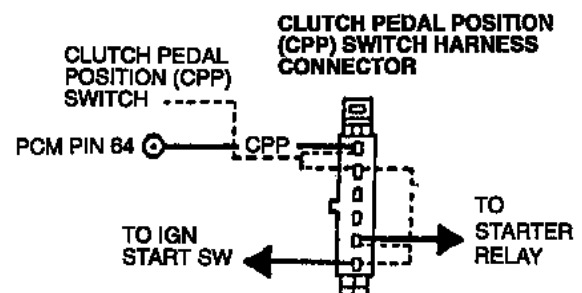 CLUTCH PEDAL POSITION
(CPP) SWITCH HARNESS
CONNECTOR
CLUTCH PEDAL
POSITION (CPP)
SWITCH
PCM PIN 64
CPP
TO IGN
START SW
TO
STARTER
RELAY